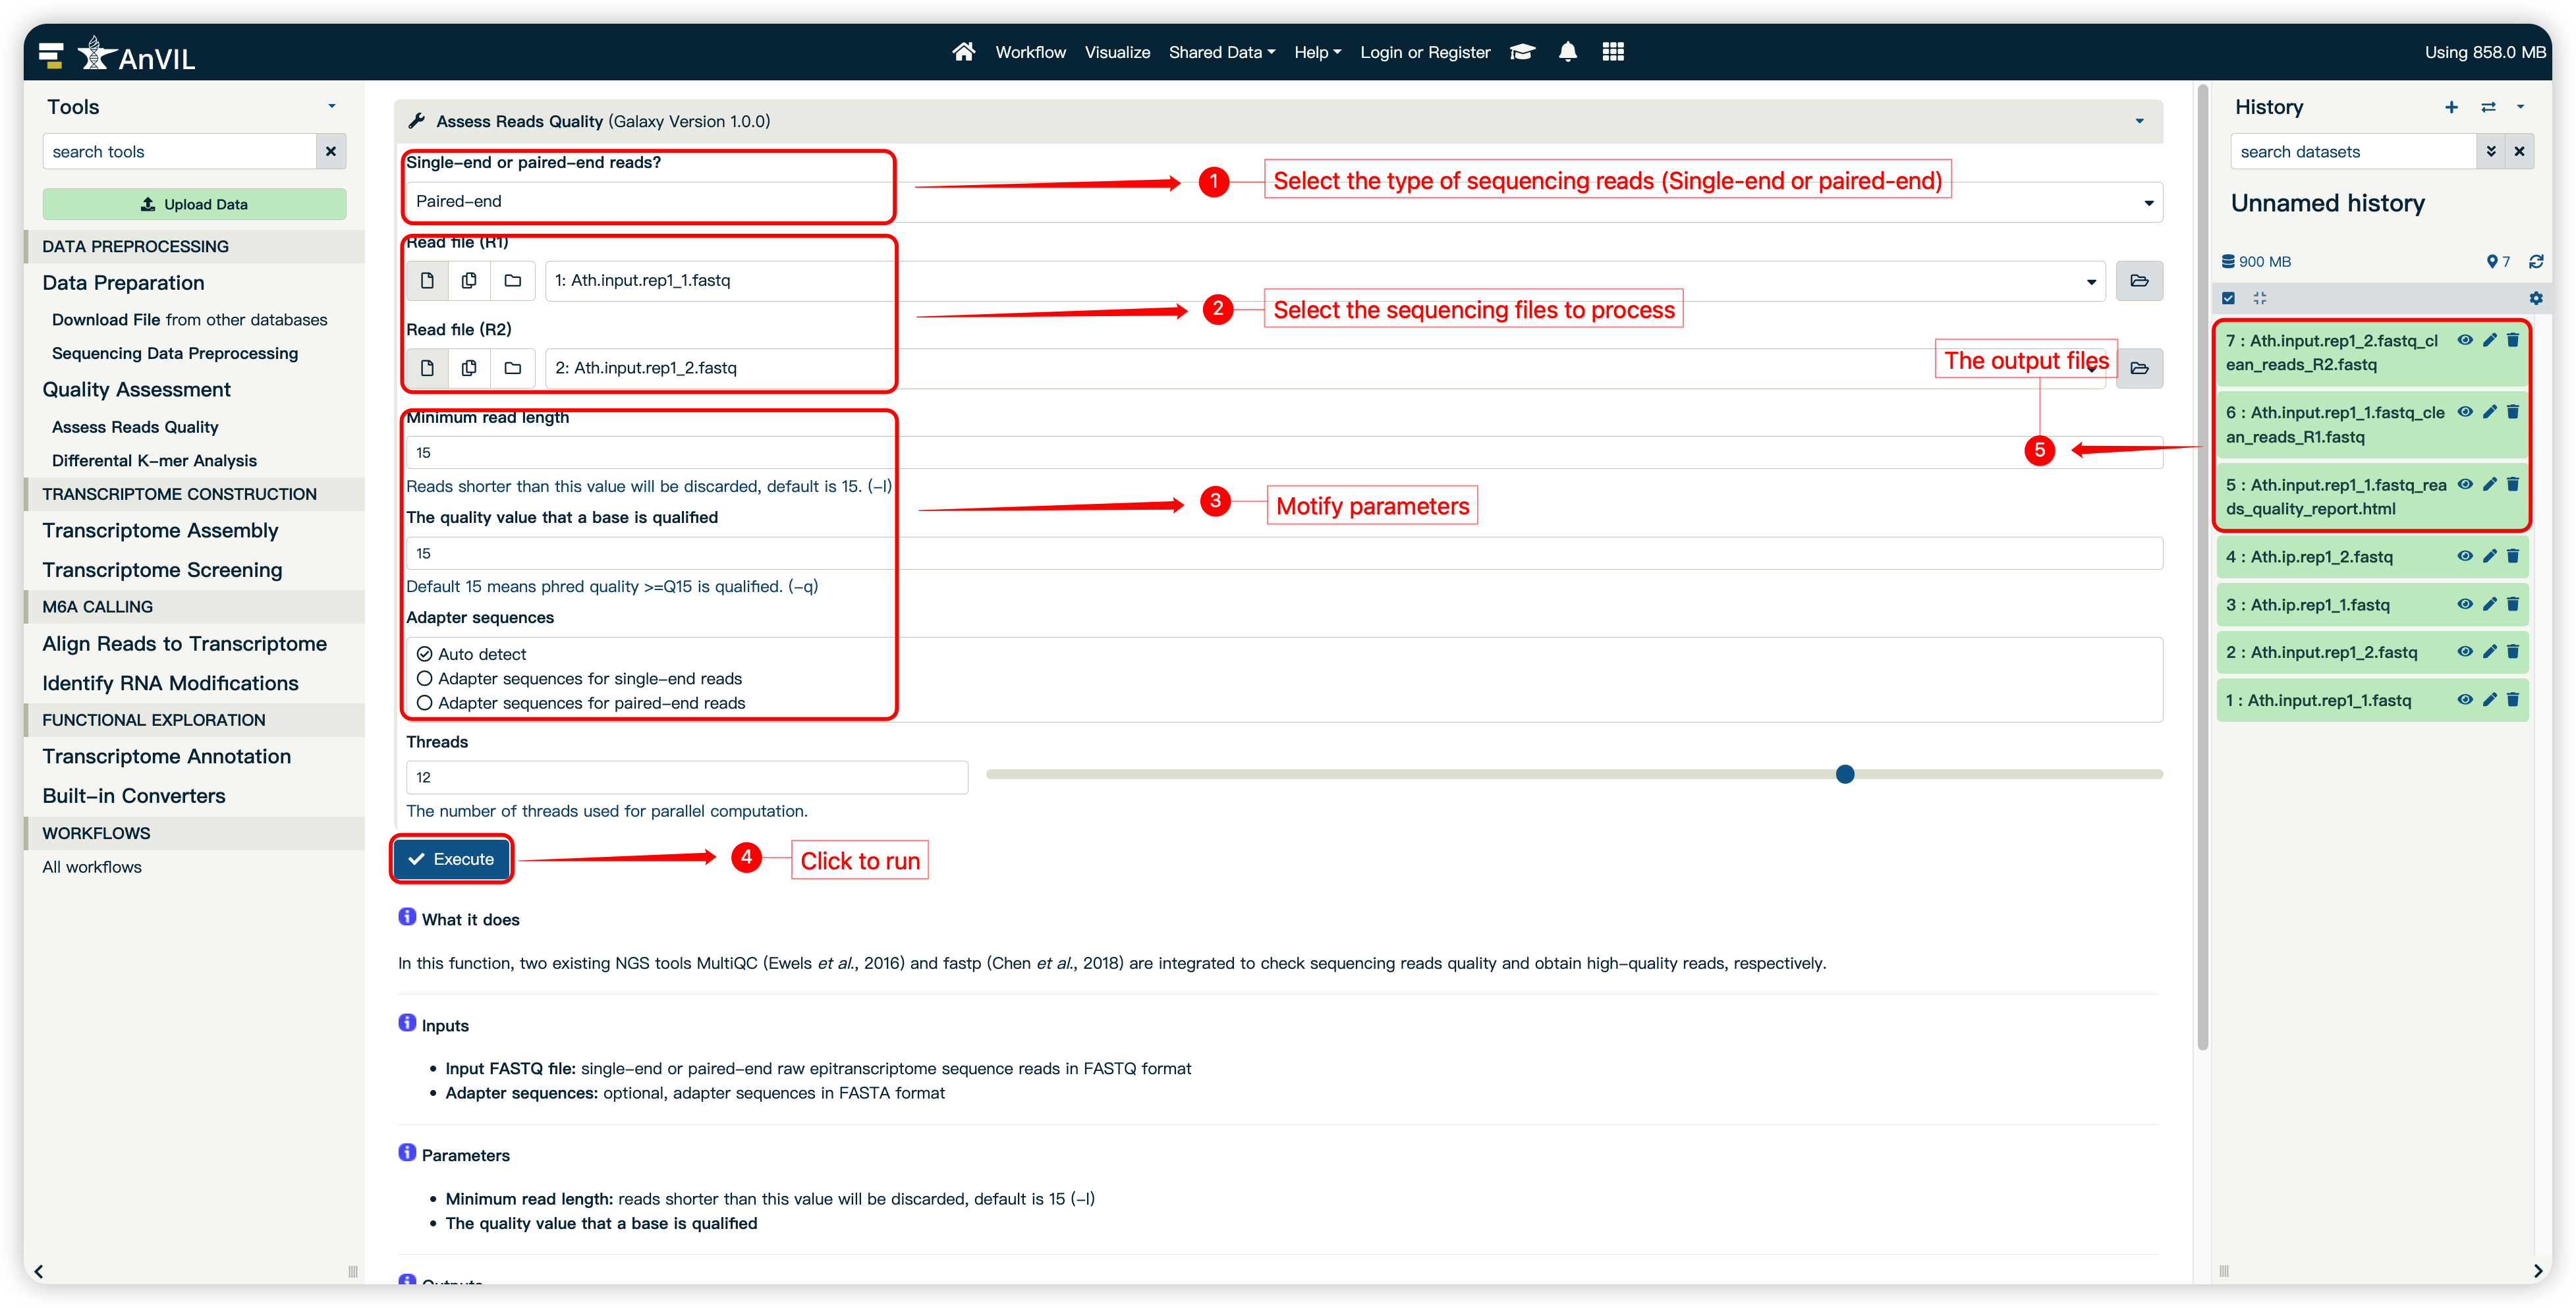 AnVIL
Workflow Visualize Shared Data Help Login or Register
Using 858.0 MB
Tools
search tools
Upload Data
DATA PREPROCESSING
Data Preparation
Download File from other databases
Sequencing Data Preprocessing
Quality Assessment
Assess Reads Quality
Differental K-mer Analysis
TRANSCRIPTOME CONSTRUCTION
Transcriptome Assembly
Transcriptome Screening
M6A CALLING
Align Reads to Transcriptome
Identify RNA Modifications
FUNCTIONAL EXPLORATION
Transcriptome Annotation
Built-in Converters
WORKFLOWS
All workflows
Assess Reads Quality (Galaxy Version 1.0.0)
Single-end or paired-end reads?
Paired-end
1
Select the type of sequencing reads (Single-end or paired-end)
Read file (R1)
1: Ath.input.rep1_1.fastq
2
Select the sequencing files to process
Read file (R2)
2: Ath.input.rep1_2.fastq
The output files
5
Minimum read length
15
Reads shorter than this value will be discarded, default is 15. (-l)
3
Motify parameters
The quality value that a base is qualified
15
Default 15 means phred quality >=Q15 is qualified. (-q)
Adapter sequences
Auto detect
Adapter sequences for single-end reads
Adapter sequences for paired-end reads
Threads
12
The number of threads used for parallel computation.
Execute
4
Click to run
What it does
In this function, two existing NGS tools MultiQC (Ewels et al., 2016) and fastp (Chen et al., 2018) are integrated to check sequencing reads quality and obtain high-quality reads, respectively.
Inputs
• Input FASTQ file: single-end or paired-end raw epitranscriptome sequence reads in FASTQ format
• Adapter sequences: optional, adapter sequences in FASTA format
Parameters
• Minimum read length: reads shorter than this value will be discarded, default is 15 (-l)
• The quality value that a base is qualified
Outputs
History
search datasets
Unnamed history
900 MB
7
7 : Ath.input.rep1_2.fastq_cl
ean_reads_R2.fastq
6 : Ath.input.rep1_1.fastq_cle
an_reads_R1.fastq
5 : Ath.input.rep1_1.fastq_rea
ds_quality_report.html
4 : Ath.ip.rep1_2.fastq
3 : Ath.ip.rep1_1.fastq
2 : Ath.input.rep1_2.fastq
1 : Ath.input.rep1_1.fastq